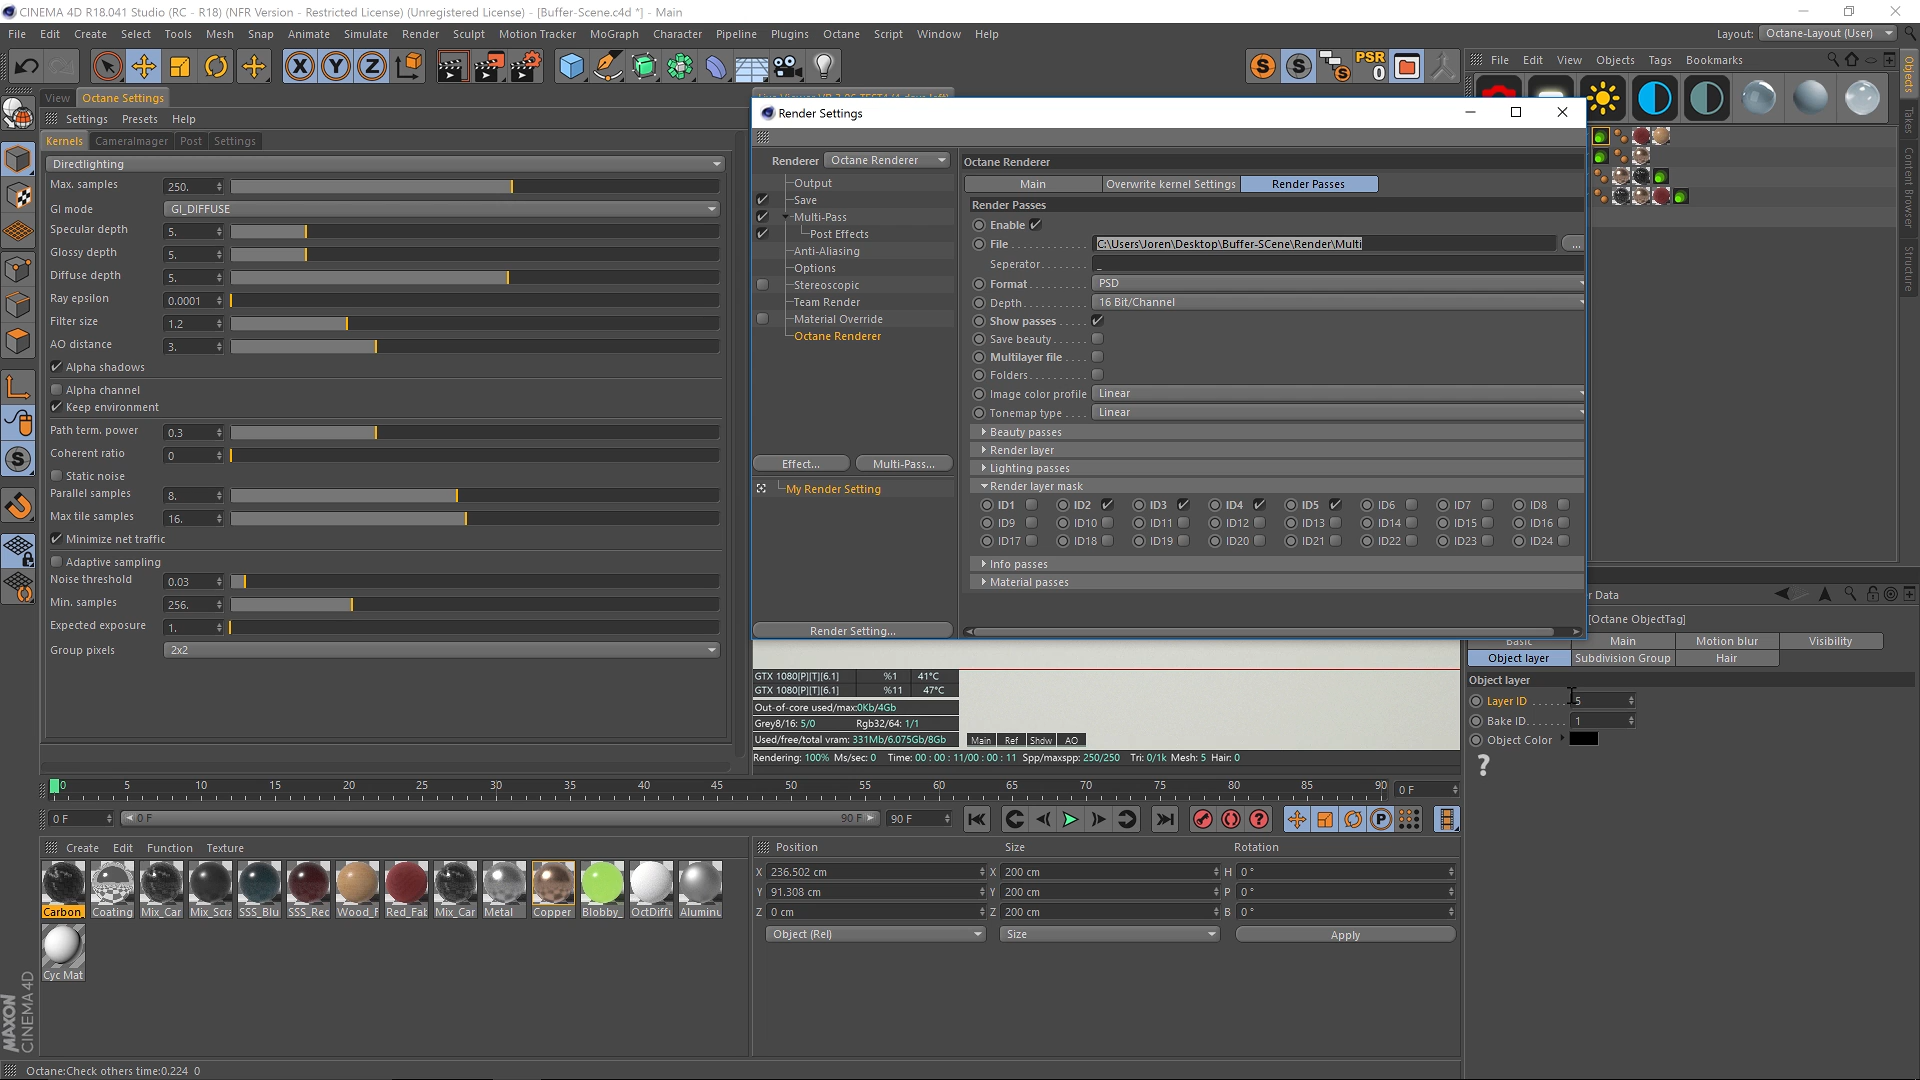 CINEMA 4D R18.041 Studio (RC - R18) (NFR Version - Restricted License) (Unregistered License) - [Buffer-Scene.c4d *] - Main
File Edit Create Select Tools Mesh Snap Animate Simulate Render Sculpt Motion Tracker MoGraph Character Pipeline Plugins Octane Script Window Help
Layout: Octane-Layout (User)
PSR
0
File Edit View Objects Tags Bookmarks
Objects
Takes
Content Browser
Structure
View Octane Settings
Settings Presets Help
Kernels CameraImager Post Settings
Directlighting
Max. samples 250.
GI mode GI_DIFFUSE
Specular depth 5.
Glossy depth 5.
Diffuse depth 5.
Ray epsilon 0.0001
Filter size 1.2
AO distance 3.
Alpha shadows
Alpha channel
Keep environment
Path term. power 0.3
Coherent ratio 0
Static noise
Parallel samples 8.
Max tile samples 16.
Minimize net traffic
Adaptive sampling
Noise threshold 0.03
Min. samples 256.
Expected exposure 1.
Group pixels 2x2
Render Settings
Renderer Octane Renderer
Output
Save
Multi-Pass
Post Effects
Anti-Aliasing
Options
Stereoscopic
Team Render
Material Override
Octane Renderer
Effect... Multi-Pass...
My Render Setting
Render Setting...
Octane Renderer
Main Overwrite kernel Settings Render Passes
Render Passes
Enable
File C:\Users\Joren\Desktop\Buffer-SCene\Render\Multi ...
Seperator _
Format PSD
Depth 16 Bit/Channel
Show passes
Save beauty
Multilayer file
Folders
Image color profile Linear
Tonemap type Linear
Beauty passes
Render layer
Lighting passes
Render layer mask
ID1 ID2 ID3 ID4 ID5 ID6 ID7 ID8
ID9 ID10 ID11 ID12 ID13 ID14 ID15 ID16
ID17 ID18 ID19 ID20 ID21 ID22 ID23 ID24
Info passes
Material passes
GTX 1080[P][T][6.1] %1 41°C
GTX 1080[P][T][6.1] %11 47°C
Out-of-core used/max:0Kb/4Gb
Grey8/16: 5/0 Rgb32/64: 1/1
Used/free/total vram: 331Mb/6.075Gb/8Gb
Main Ref Shdw AO
Rendering: 100% Ms/sec: 0 Time: 00 : 00 : 11/00 : 00 : 11 Spp/maxspp: 250/250 Tri: 0/1k Mesh: 5 Hair: 0
r Data
[Octane ObjectTag]
Basic Main Motion blur Visibility
Object layer Subdivision Group Hair
Object layer
Layer ID 5
Bake ID 1
Object Color
?
0 5 10 15 20 25 30 35 40 45 50 55 60 65 70 75 80 85 90 0 F
0 F 0 F 90 F 90 F
Create Edit Function Texture
Carbon_ Coating Mix_Car Mix_Scra SSS_Blu SSS_Rec Wood_F Red_Fab Mix_Car Metal Copper Blobby_ OctDiffu Aluminu
Cyc Mat
Position Size Rotation
X 236.502 cm X 200 cm H 0 °
Y 91.308 cm Y 200 cm P 0 °
Z 0 cm Z 200 cm B 0 °
Object (Rel) Size Apply
MAXON
CINEMA 4D
Octane:Check others time:0.224 0